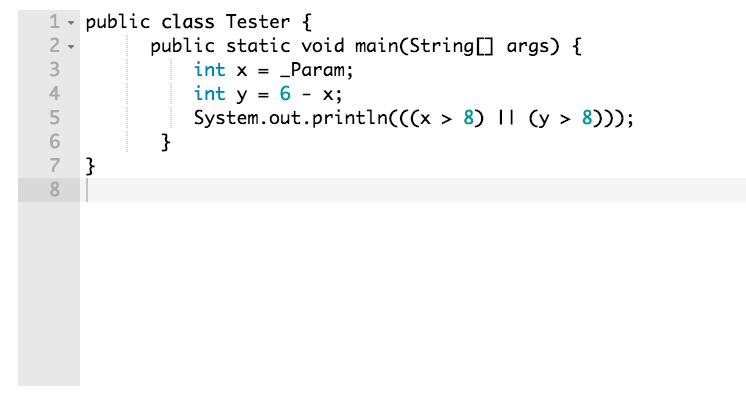 1 public class Tester {
2 public static void main(String[] args) {
3 int x = _Param;
4 int y = 6 - x;
5 System.out.println(((x > 8) || (y > 8)));
6 }
7 }
8